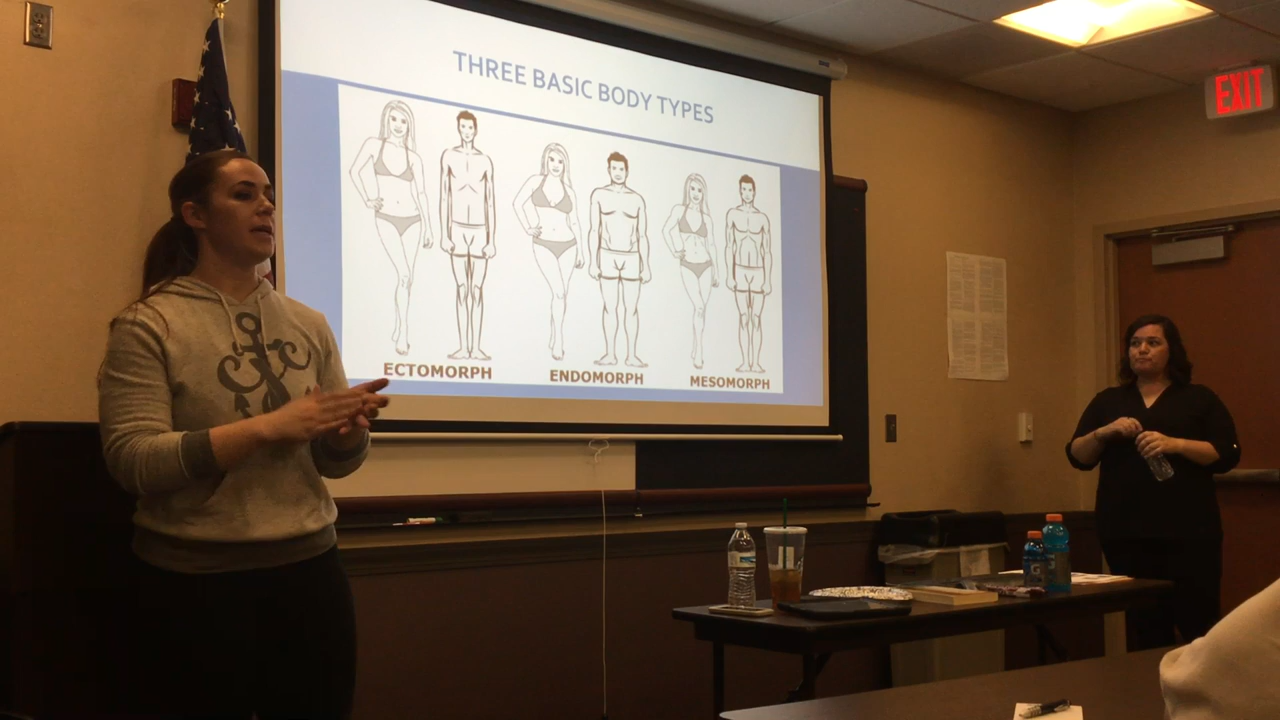 THREE BASIC BODY TYPES
ECTOMORPH
ENDOMORPH
MESOMORPH
EXIT
G